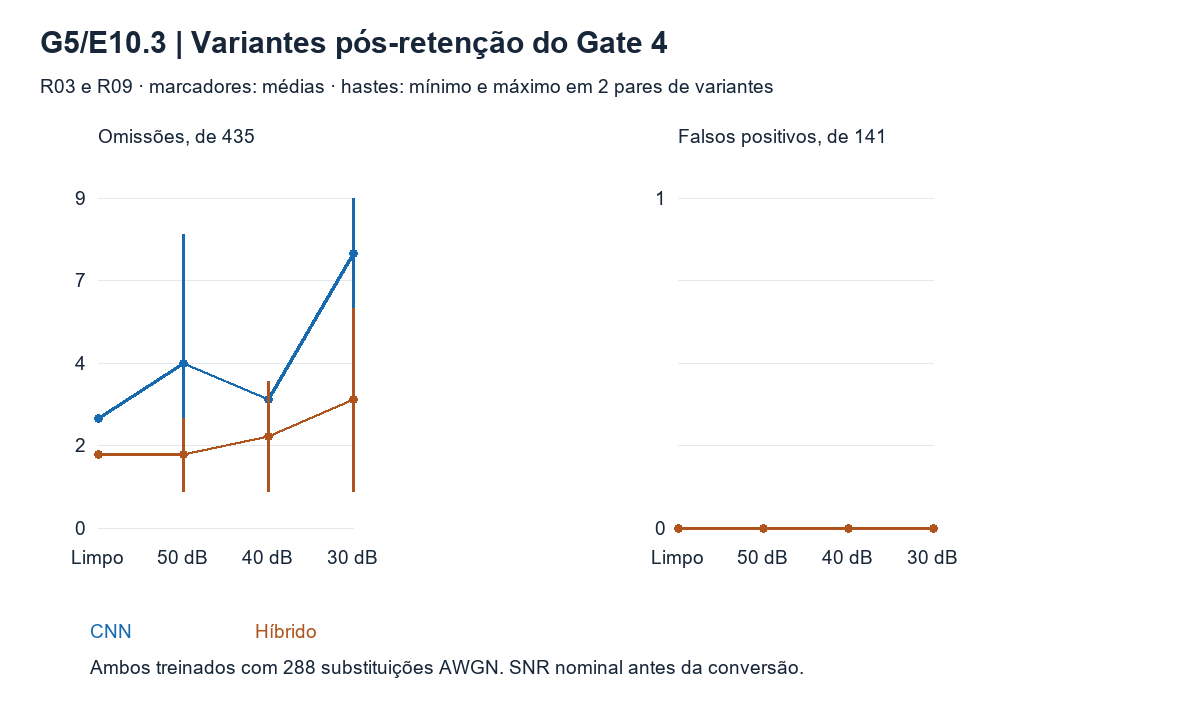 G5/E10.3 | Variantes pós-retenção do Gate 4
R03 e R09 · marcadores: médias · hastes: mínimo e máximo em 2 pares de variantes
Omissões, de 435
Falsos positivos, de 141
9
7
4
2
0
Limpo 50 dB 40 dB 30 dB
1
0
Limpo 50 dB 40 dB 30 dB
CNN Híbrido
Ambos treinados com 288 substituições AWGN. SNR nominal antes da conversão.